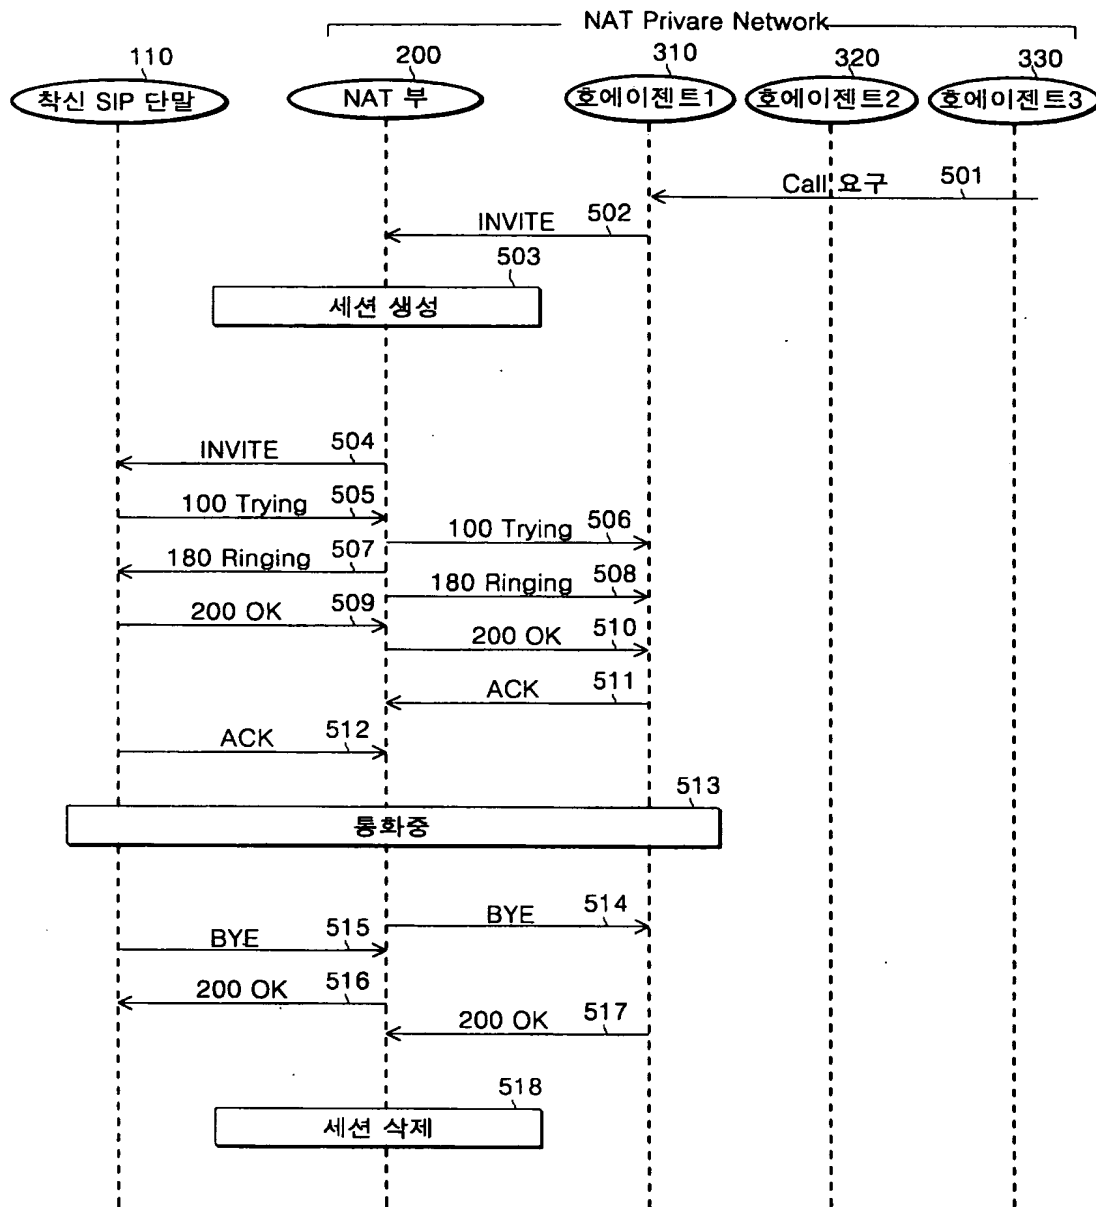 NAT Privare Network
110
200
310
320
330
착신 SIP 단말
NAT 부
호에이젠트1
호에이젠트2
호에이젠트3
Call 요구
501
INVITE
502
503
세션 생성
INVITE
504
100 Trying
505
100 Trying
506
180 Ringing
507
180 Ringing
508
200 OK
509
200 OK
510
ACK
511
ACK
512
513
통화중
BYE
514
BYE
515
200 OK
516
200 OK
517
518
세션 삭제